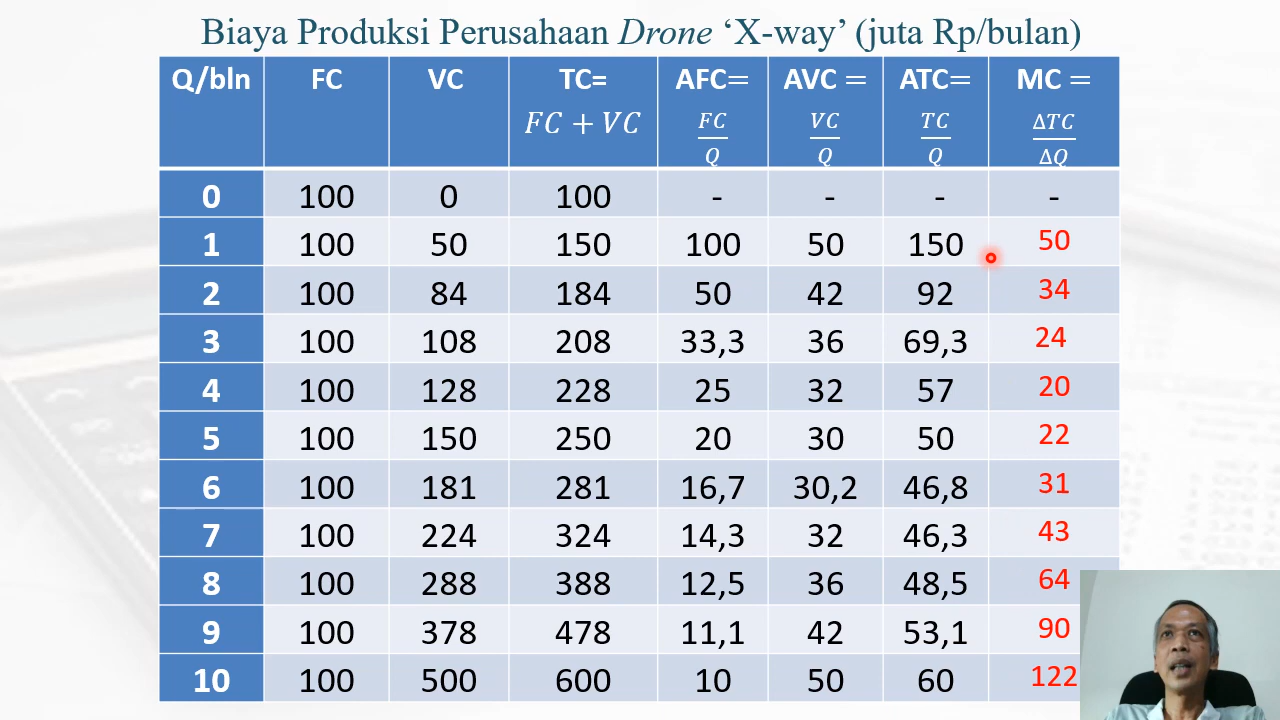 Biaya Produksi Perusahaan Drone ‘X-way’ (juta Rp/bulan)
Q/bln FC VC TC= AFC= AVC = ATC= MC =
FC + VC FC/Q VC/Q TC/Q ΔTC/ΔQ
0 100 0 100 - - - -
1 100 50 150 100 50 150 50
2 100 84 184 50 42 92 34
3 100 108 208 33,3 36 69,3 24
4 100 128 228 25 32 57 20
5 100 150 250 20 30 50 22
6 100 181 281 16,7 30,2 46,8 31
7 100 224 324 14,3 32 46,3 43
8 100 288 388 12,5 36 48,5 64
9 100 378 478 11,1 42 53,1 90
10 100 500 600 10 50 60 122